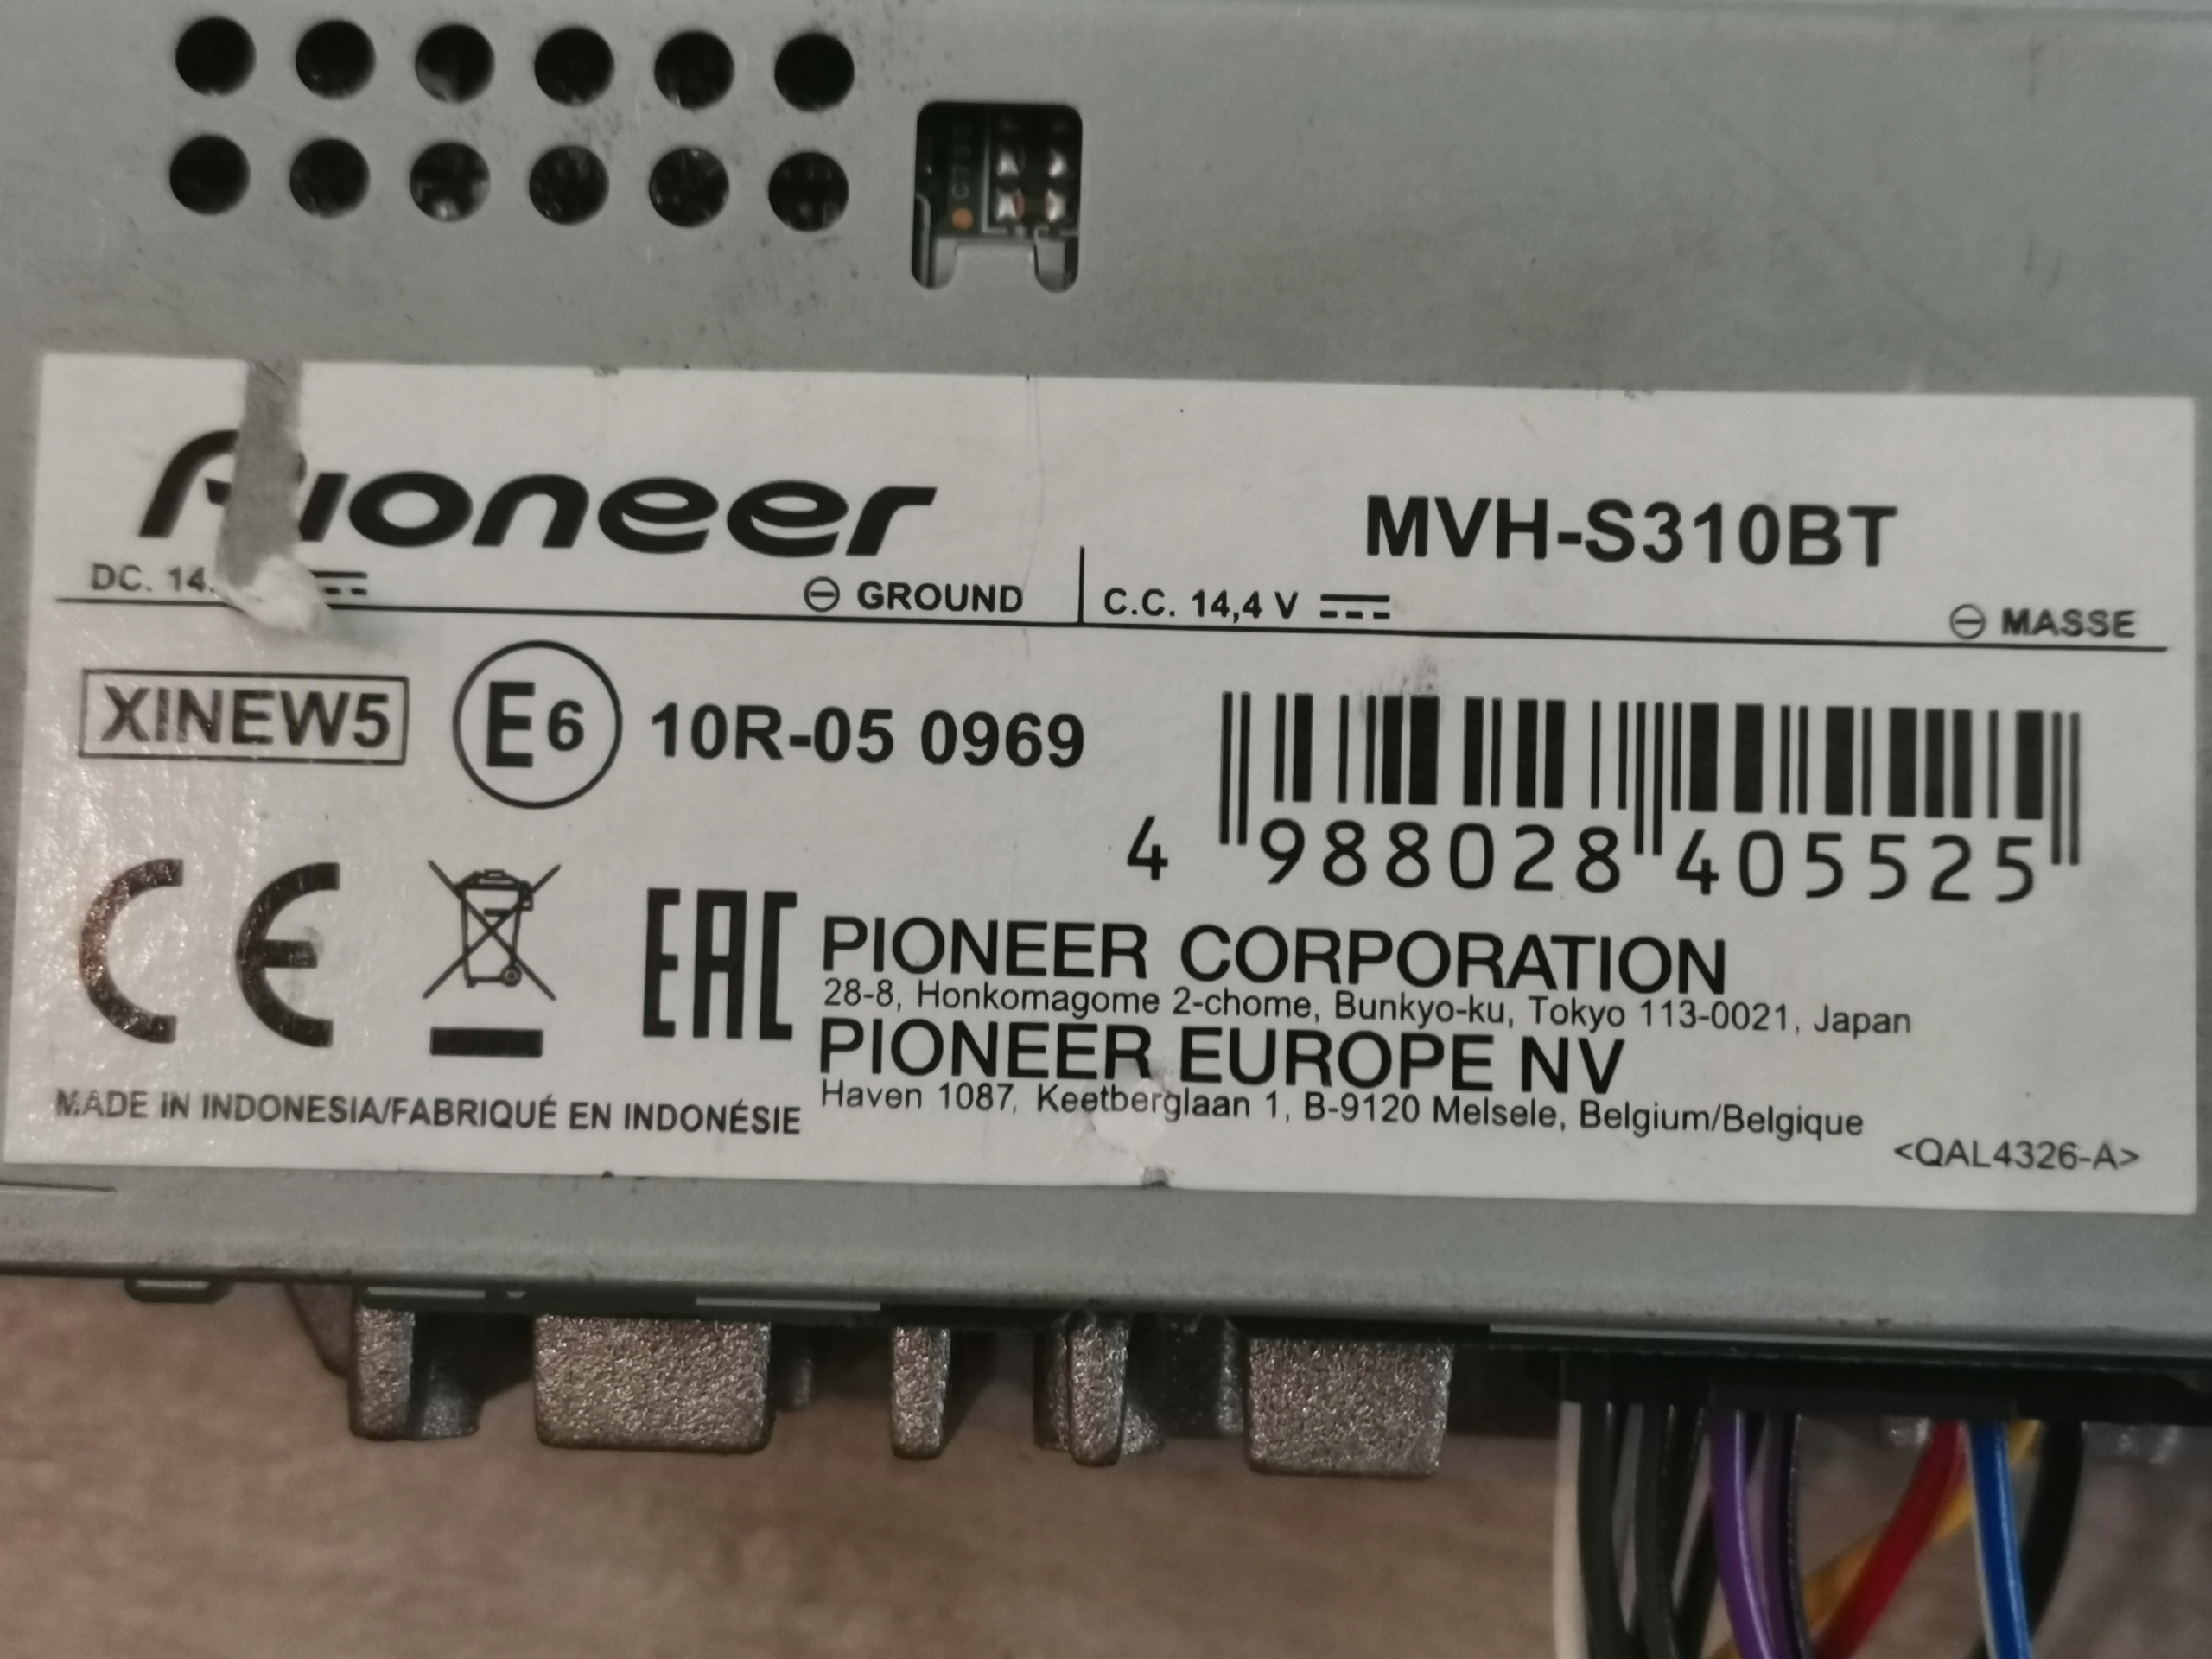 Pioneer
MVH-S310BT
DC. 14.
⊖ GROUND
C.C. 14,4 V
⊖ MASSE
XINEW5
E6
10R-05 0969
4 988028 405525
CE
EAC
PIONEER CORPORATION
28-8, Honkomagome 2-chome, Bunkyo-ku, Tokyo 113-0021, Japan
PIONEER EUROPE NV
Haven 1087, Keetberglaan 1, B-9120 Melsele, Belgium/Belgique
MADE IN INDONESIA/FABRIQUÉ EN INDONÉSIE
<QAL4326-A>